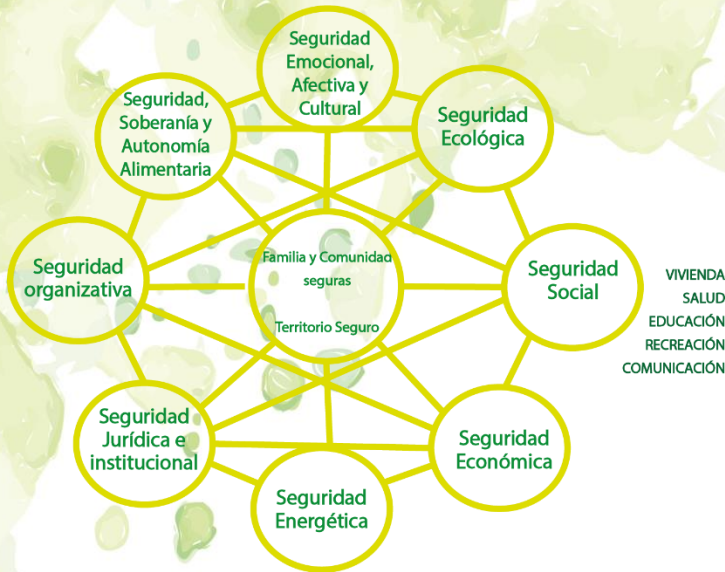 Seguridad
Emocional,
Afectiva y
Cultural
Seguridad,
Soberanía y
Autonomía
Alimentaria
Seguridad
Ecológica
Seguridad
organizativa
Familia y Comunidad
seguras
Territorio Seguro
Seguridad
Social
VIVIENDA
SALUD
EDUCACIÓN
RECREACIÓN
COMUNICACIÓN
Seguridad
Jurídica e
institucional
Seguridad
Económica
Seguridad
Energética